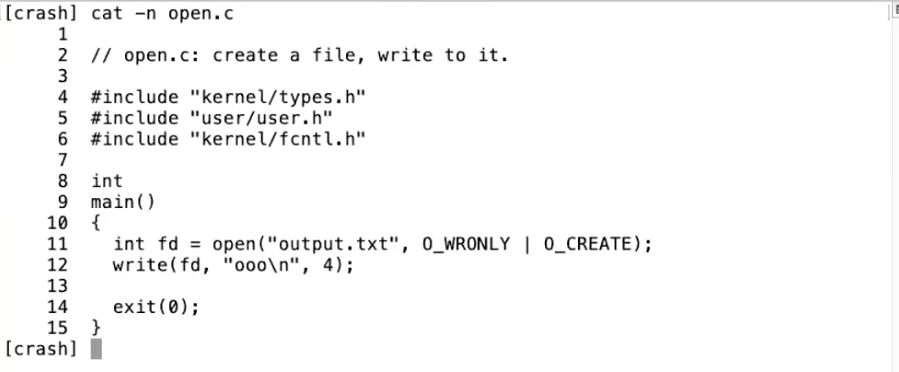 [crash] cat -n open.c
1
2 // open.c: create a file, write to it.
3
4 #include "kernel/types.h"
5 #include "user/user.h"
6 #include "kernel/fcntl.h"
7
8 int
9 main()
10 {
11   int fd = open("output.txt", O_WRONLY | O_CREATE);
12   write(fd, "ooo\n", 4);
13
14   exit(0);
15 }
[crash]